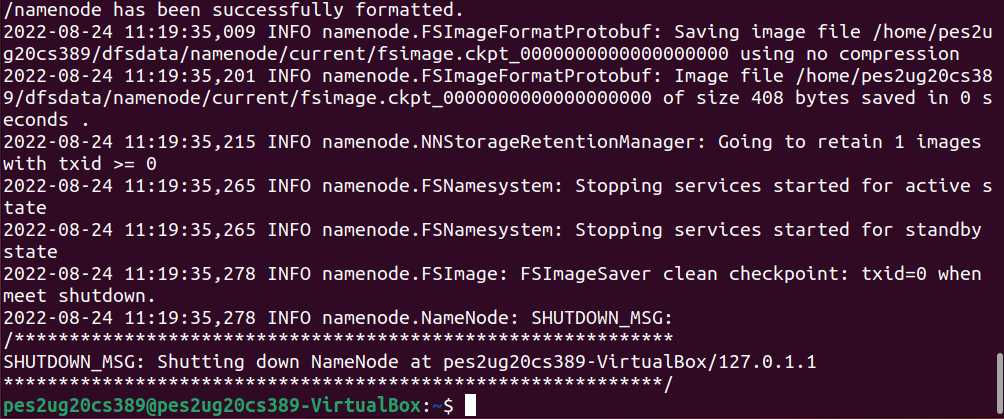 /namenode has been successfully formatted.
2022-08-24 11:19:35,009 INFO namenode.FSImageFormatProtobuf: Saving image file /home/pes2u
g20cs389/dfsdata/namenode/current/fsimage.ckpt_0000000000000000000 using no compression
2022-08-24 11:19:35,201 INFO namenode.FSImageFormatProtobuf: Image file /home/pes2ug20cs38
9/dfsdata/namenode/current/fsimage.ckpt_0000000000000000000 of size 408 bytes saved in 0 s
econds .
2022-08-24 11:19:35,215 INFO namenode.NNStorageRetentionManager: Going to retain 1 images
with txid >= 0
2022-08-24 11:19:35,265 INFO namenode.FSNamesystem: Stopping services started for active s
tate
2022-08-24 11:19:35,265 INFO namenode.FSNamesystem: Stopping services started for standby
state
2022-08-24 11:19:35,278 INFO namenode.FSImage: FSImageSaver clean checkpoint: txid=0 when
meet shutdown.
2022-08-24 11:19:35,278 INFO namenode.NameNode: SHUTDOWN_MSG:
/************************************************************
SHUTDOWN_MSG: Shutting down NameNode at pes2ug20cs389-VirtualBox/127.0.1.1
************************************************************/
pes2ug20cs389@pes2ug20cs389-VirtualBox:~$